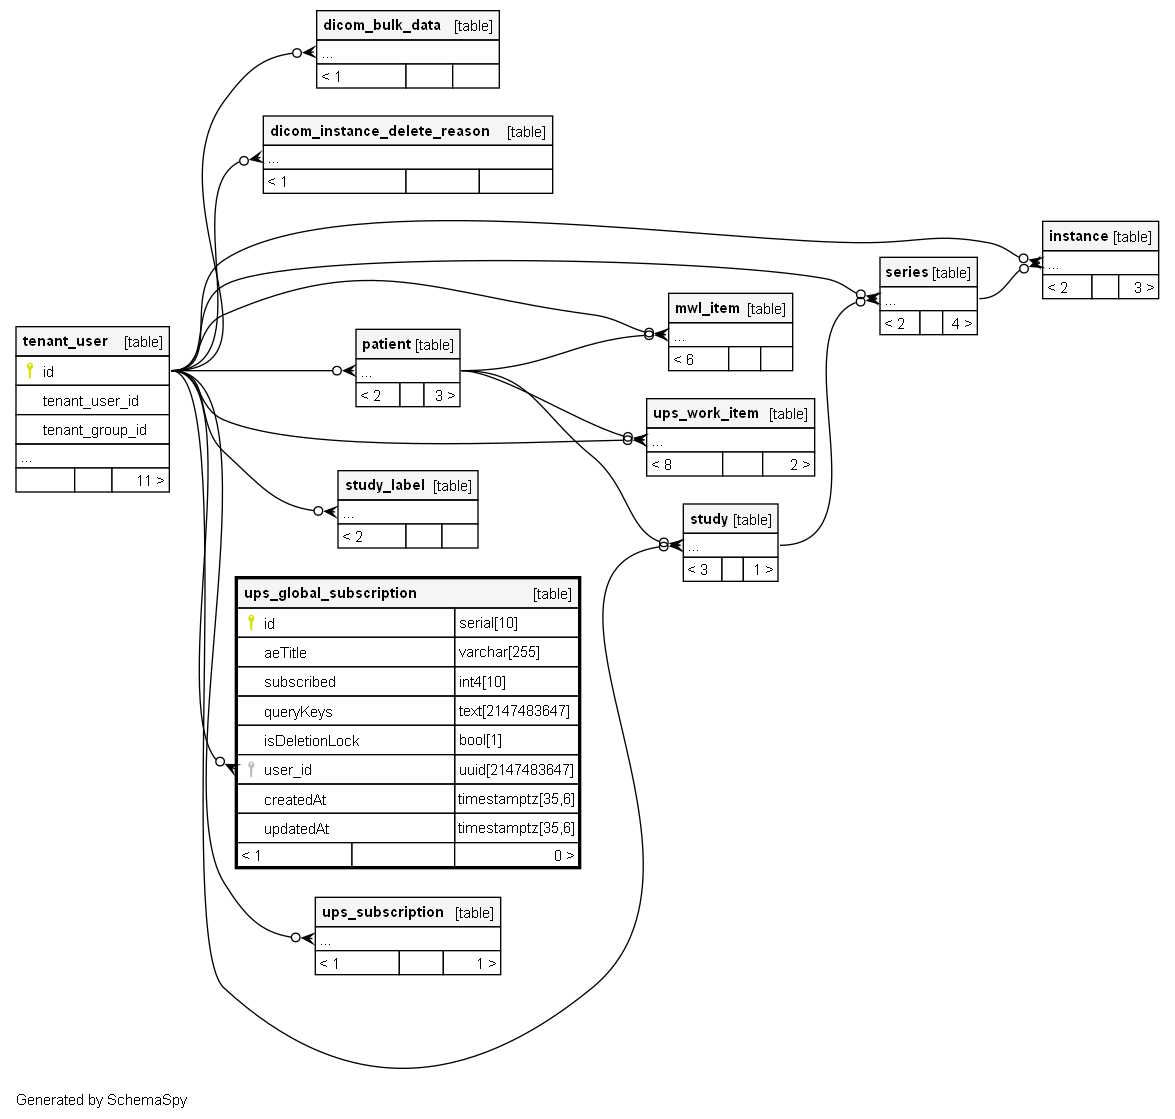 dicom_bulk_data [table]
...
< 1
dicom_instance_delete_reason [table]
...
< 1
instance [table]
...
< 2 3 >
series [table]
...
< 2 4 >
mwl_item [table]
...
< 6
tenant_user [table]
id
tenant_user_id
tenant_group_id
...
11 >
patient [table]
...
< 2 3 >
ups_work_item [table]
...
< 8 2 >
study_label [table]
...
< 2
study [table]
...
< 3 1 >
ups_global_subscription [table]
id serial[10]
aeTitle varchar[255]
subscribed int4[10]
queryKeys text[2147483647]
isDeletionLock bool[1]
user_id uuid[2147483647]
createdAt timestamptz[35,6]
updatedAt timestamptz[35,6]
< 1 0 >
ups_subscription [table]
...
< 1 1 >
Generated by SchemaSpy